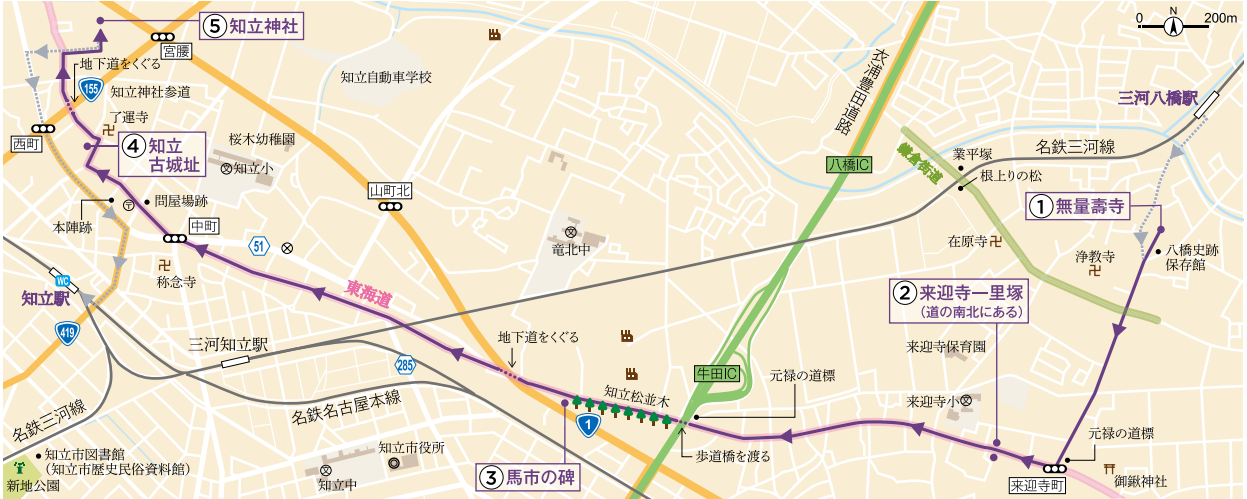 ⑤知立神社
宮腰
地下道をくぐる
155
知立神社参道
了運寺
西町
④知立
古城址
桜木幼稚園
知立小
知立自動車学校
山町北
本陣跡
問屋場跡
中町
51
称念寺
WC
知立駅
419
三河知立駅
東海道
285
名鉄三河線
名鉄名古屋本線
知立市図書館
(知立市歴史民俗資料館)
新地公園
知立市役所
知立中
地下道をくぐる
③馬市の碑
1
知立松並木
竜北中
衣浦豊田道路
八橋IC
牛田IC
元禄の道標
歩道橋を渡る
0
N
200m
三河八橋駅
名鉄三河線
鎌倉街道
業平塚
根上りの松
①無量壽寺
在原寺
浄教寺
八橋史跡
保存館
②来迎寺一里塚
(道の南北にある)
来迎寺保育園
来迎寺小
元禄の道標
来迎寺町
御鍬神社